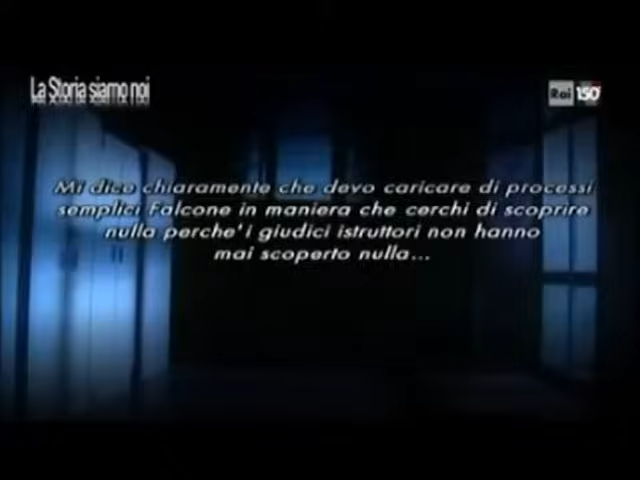 La Storia siamo noi
Rai 150°
Mi dice chiaramente che devo caricare di processi
semplici Falcone in maniera che cerchi di scoprire
nulla perche'i giudici istruttori non hanno
mai scoperto nulla...